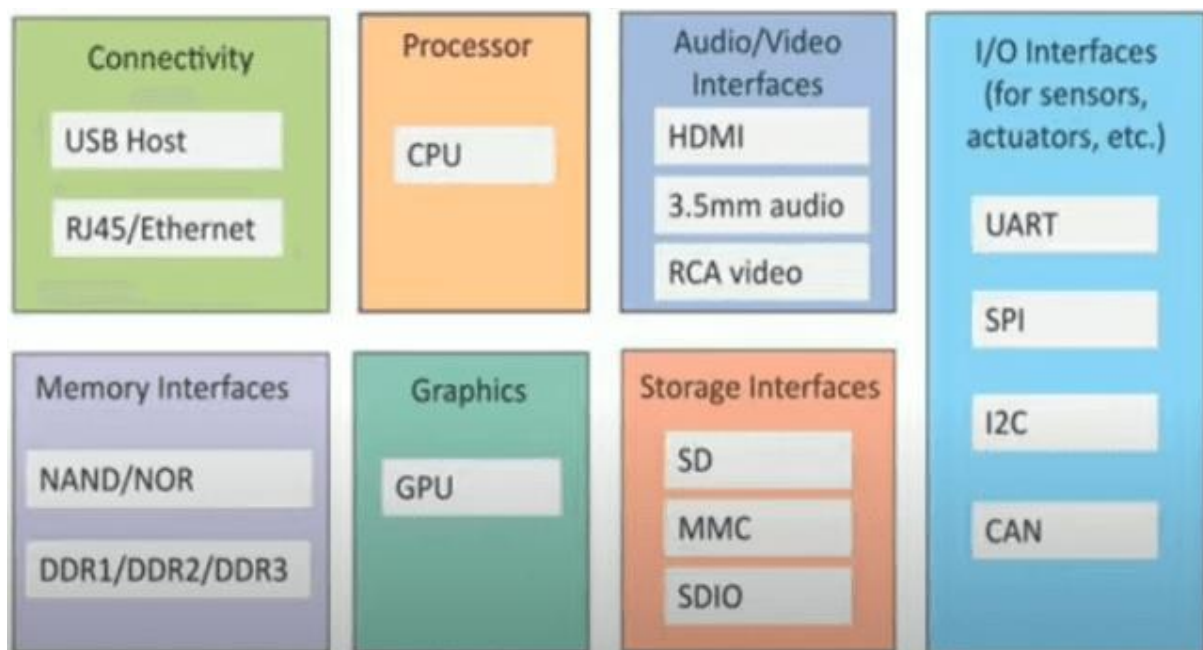 Connectivity
USB Host
RJ45/Ethernet
Processor
CPU
Audio/Video
Interfaces
HDMI
3.5mm audio
RCA video
I/O Interfaces
(for sensors,
actuators, etc.)
UART
SPI
I2C
CAN
Memory Interfaces
NAND/NOR
DDR1/DDR2/DDR3
Graphics
GPU
Storage Interfaces
SD
MMC
SDIO